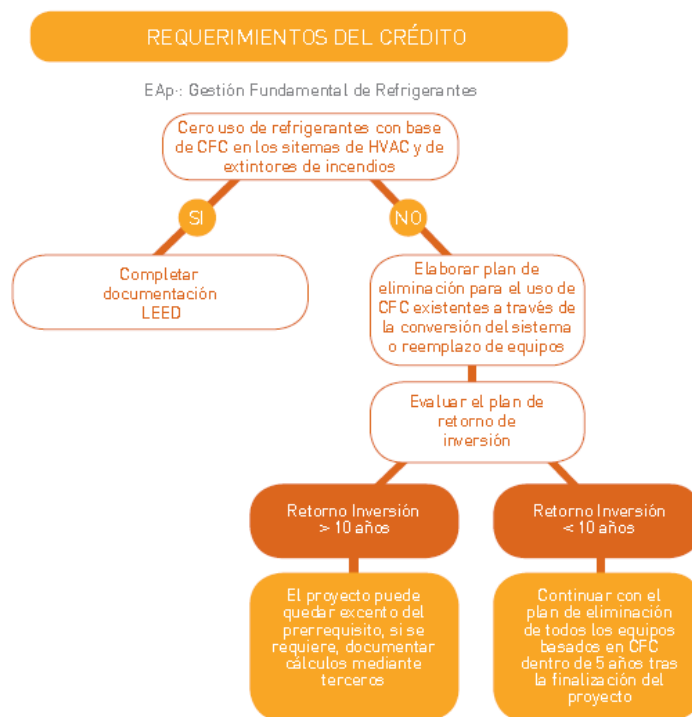 REQUERIMIENTOS DEL CRÉDITO
EAp·: Gestión Fundamental de Refrigerantes
Cero uso de refrigerantes con base
de CFC en los sitemas de HVAC y de
extintores de incendios
SI
NO
Completar
documentación
LEED
Elaborar plan de
eliminación para el uso de
CFC existentes a través de
la conversión del sistema
o reemplazo de equipos
Evaluar el plan de
retorno de
inversión
Retorno Inversión
> 10 años
Retorno Inversión
< 10 años
El proyecto puede
quedar excento del
prerrequisito, si se
requiere, documentar
cálculos mediante
terceros
Continuar con el
plan de eliminación
de todos los equipos
basados en CFC
dentro de 5 años tras
la finalización del
proyecto